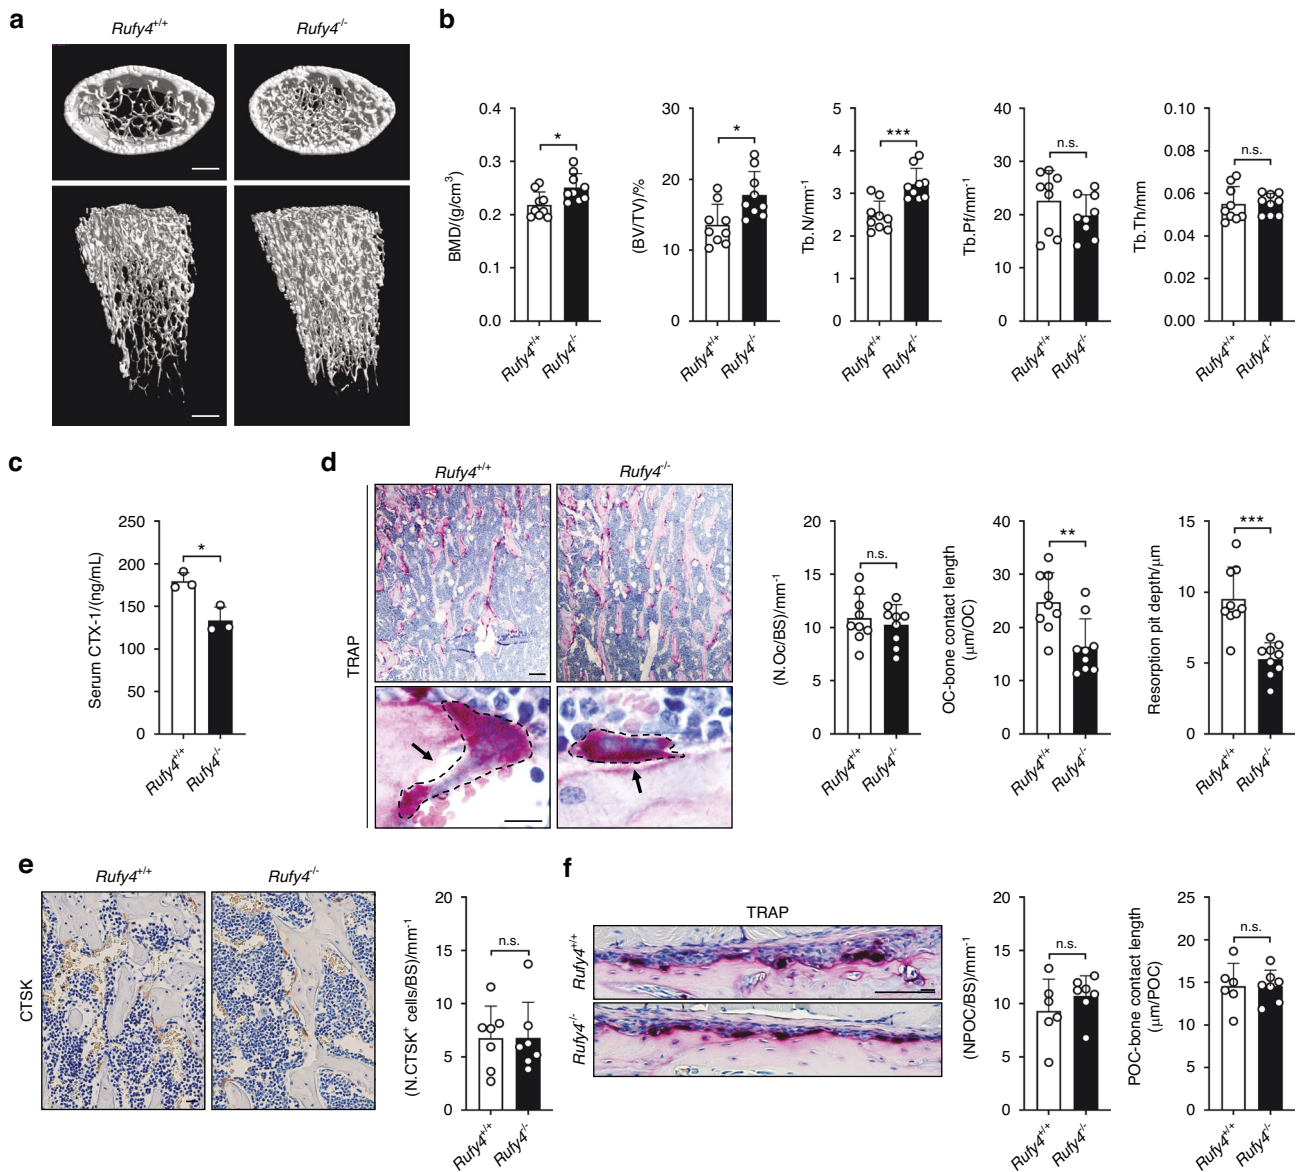 a
Rufy4+/+
Rufy4-/-
b
BMD/(g/cm3)
0.4
0.3
0.2
0.1
0.0
*
Rufy4+/+
Rufy4-/-
(BV/TV)/%
30
20
10
0
*
Rufy4+/+
Rufy4-/-
Tb.N/mm-1
5
4
3
2
1
0
***
Rufy4+/+
Rufy4-/-
Tb.Pf/mm-1
40
30
20
10
0
n.s.
Rufy4+/+
Rufy4-/-
Tb.Th/mm
0.10
0.08
0.06
0.04
0.02
0.00
n.s.
Rufy4+/+
Rufy4-/-
c
Serum CTX-1/(ng/mL)
250
200
150
100
50
0
*
Rufy4+/+
Rufy4-/-
d
Rufy4+/+
Rufy4-/-
TRAP
(N.Oc/BS)/mm-1
20
15
10
5
0
n.s.
Rufy4+/+
Rufy4-/-
OC-bone contact length
(μm/OC)
40
30
20
10
0
**
Rufy4+/+
Rufy4-/-
Resorption pit depth/μm
15
10
5
0
***
Rufy4+/+
Rufy4-/-
e
Rufy4+/+
Rufy4-/-
CTSK
(N.CTSK+ cells/BS)/mm-1
20
15
10
5
0
n.s.
Rufy4+/+
Rufy4-/-
f
TRAP
Rufy4+/+
Rufy4-/-
(NPOC/BS)/mm-1
20
15
10
5
0
n.s.
Rufy4+/+
Rufy4-/-
POC-bone contact length
(μm/POC)
25
20
15
10
5
0
n.s.
Rufy4+/+
Rufy4-/-